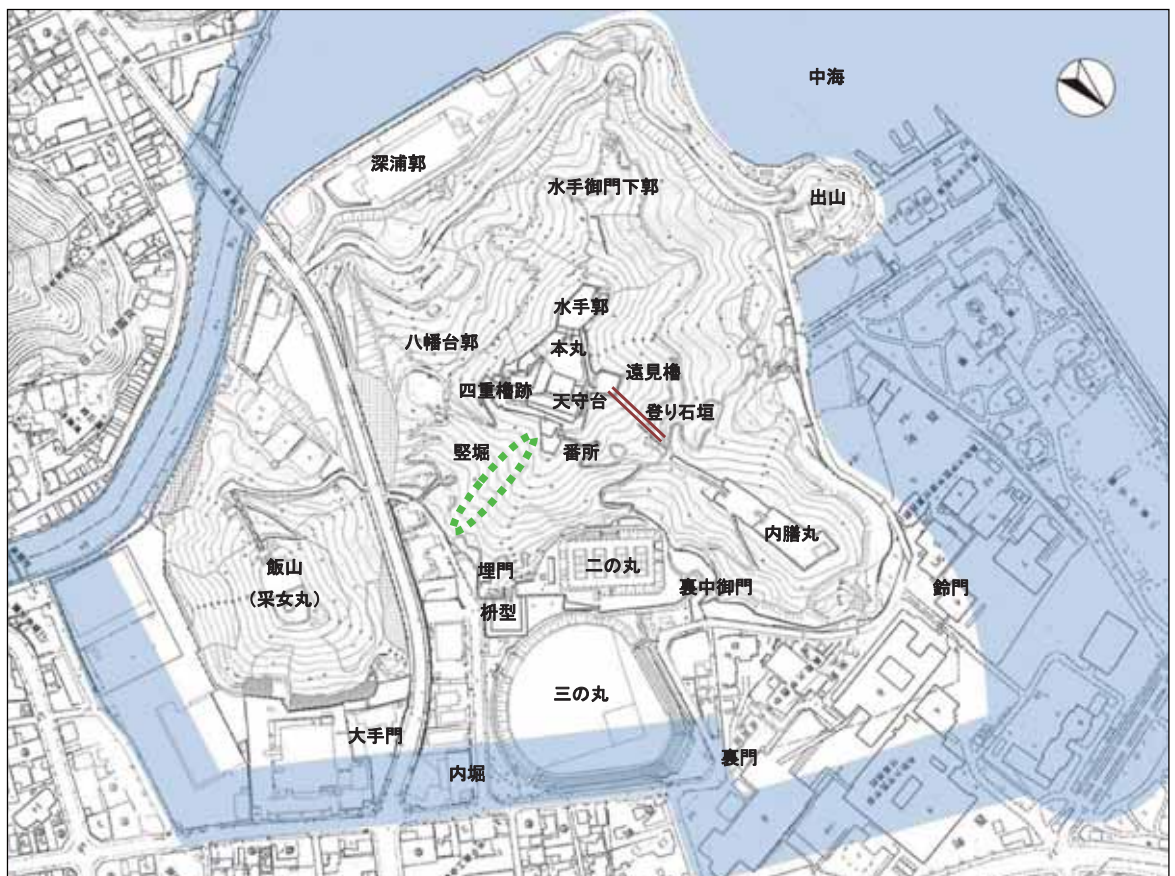 中海
深浦郭
水手御門下郭
出山
水手郭
八幡台郭
本丸
遠見櫓
四重櫓跡
天守台
登り石垣
竪堀
番所
内膳丸
飯山
（采女丸）
埋門
二の丸
裏中御門
鈴門
枡型
三の丸
大手門
裏門
内堀